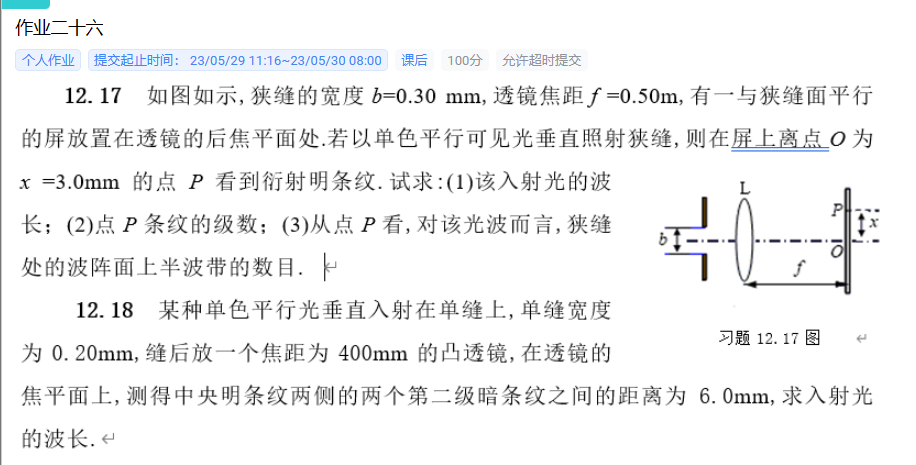 作业二十六
个人作业 提交起止时间： 23/05/29 11:16~23/05/30 08:00 课后 100分 允许超时提交
12.17 如图如示,狭缝的宽度 b=0.30 mm,透镜焦距 f =0.50m,有一与狭缝面平行
的屏放置在透镜的后焦平面处.若以单色平行可见光垂直照射狭缝,则在屏上离点 O 为
x =3.0mm 的点 P 看到衍射明条纹.试求:(1)该入射光的波
长；(2)点 P 条纹的级数；(3)从点 P 看,对该光波而言,狭缝
处的波阵面上半波带的数目.
12.18 某种单色平行光垂直入射在单缝上,单缝宽度
为 0.20mm,缝后放一个焦距为 400mm 的凸透镜,在透镜的
焦平面上,测得中央明条纹两侧的两个第二级暗条纹之间的距离为 6.0mm,求入射光
的波长.
L
P
x
b
O
f
习题 12.17 图